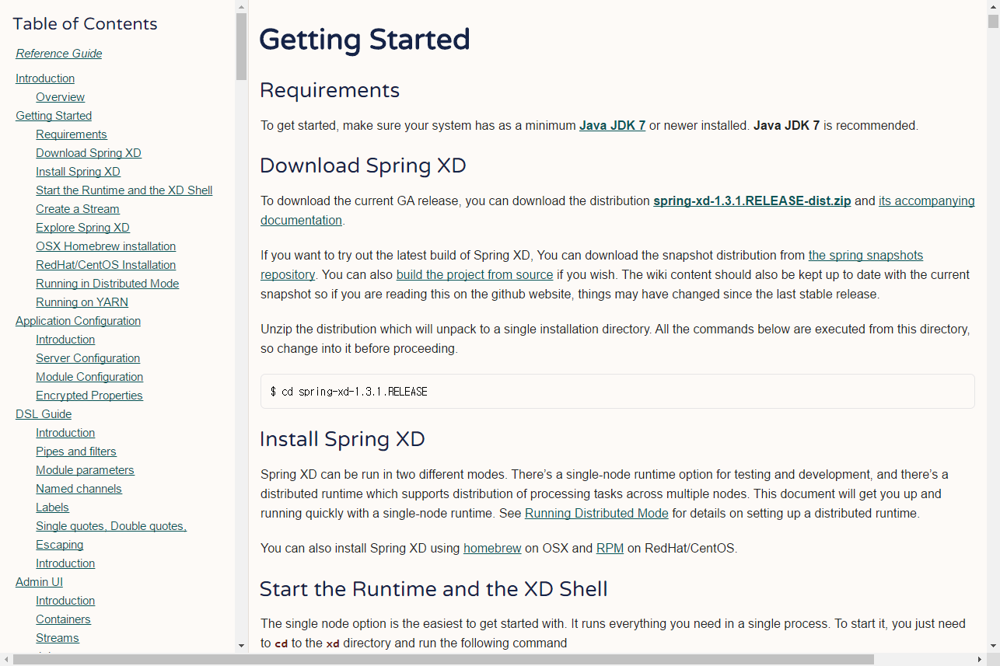 Table of Contents
Reference Guide
Introduction
Overview
Getting Started
Requirements
Download Spring XD
Install Spring XD
Start the Runtime and the XD Shell
Create a Stream
Explore Spring XD
OSX Homebrew installation
RedHat/CentOS Installation
Running in Distributed Mode
Running on YARN
Application Configuration
Introduction
Server Configuration
Module Configuration
Encrypted Properties
DSL Guide
Introduction
Pipes and filters
Module parameters
Named channels
Labels
Single quotes, Double quotes,
Escaping
Introduction
Admin UI
Introduction
Containers
Streams
Getting Started
Requirements
To get started, make sure your system has as a minimum Java JDK 7 or newer installed. Java JDK 7 is recommended.
Download Spring XD
To download the current GA release, you can download the distribution spring-xd-1.3.1.RELEASE-dist.zip and its accompanying
documentation.
If you want to try out the latest build of Spring XD, You can download the snapshot distribution from the spring snapshots
repository. You can also build the project from source if you wish. The wiki content should also be kept up to date with the current
snapshot so if you are reading this on the github website, things may have changed since the last stable release.
Unzip the distribution which will unpack to a single installation directory. All the commands below are executed from this directory,
so change into it before proceeding.
$ cd spring-xd-1.3.1.RELEASE
Install Spring XD
Spring XD can be run in two different modes. There’s a single-node runtime option for testing and development, and there’s a
distributed runtime which supports distribution of processing tasks across multiple nodes. This document will get you up and
running quickly with a single-node runtime. See Running Distributed Mode for details on setting up a distributed runtime.
You can also install Spring XD using homebrew on OSX and RPM on RedHat/CentOS.
Start the Runtime and the XD Shell
The single node option is the easiest to get started with. It runs everything you need in a single process. To start it, you just need
to cd to the xd directory and run the following command